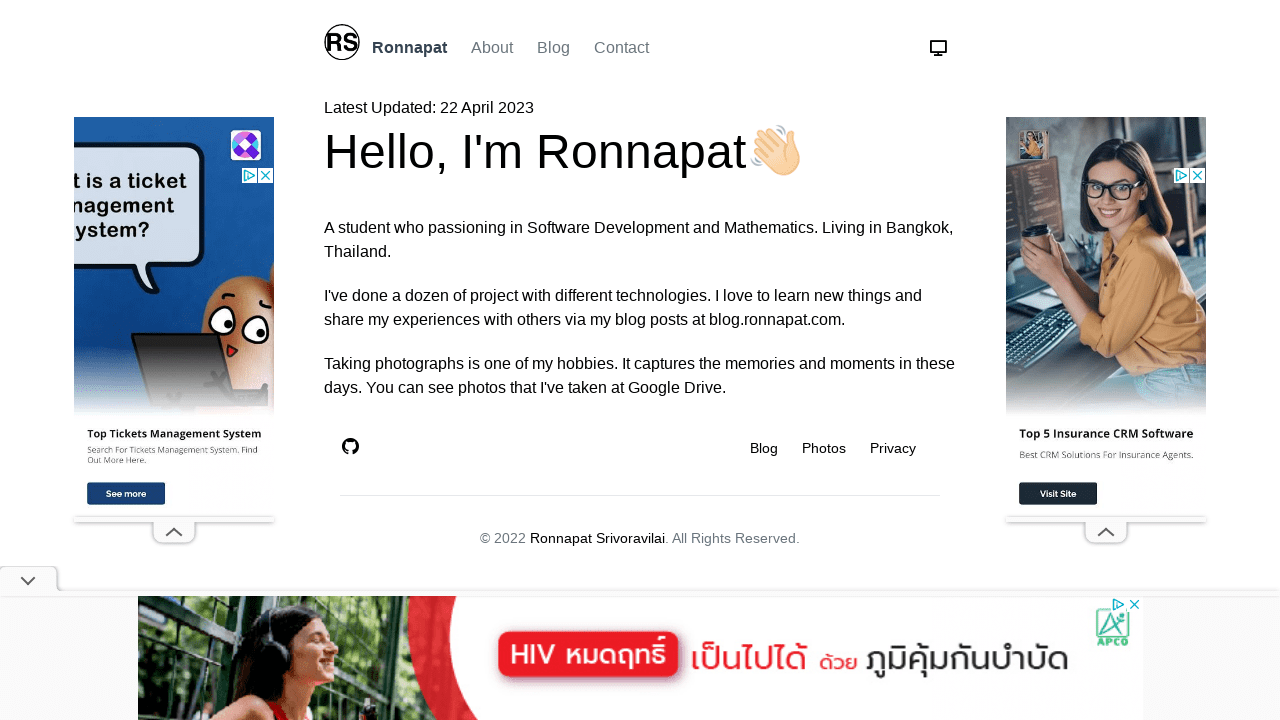 RS
Ronnapat About Blog Contact
Latest Updated: 22 April 2023
Hello, I'm Ronnapat
A student who passioning in Software Development and Mathematics. Living in Bangkok,
Thailand.
I've done a dozen of project with different technologies. I love to learn new things and
share my experiences with others via my blog posts at blog.ronnapat.com.
Taking photographs is one of my hobbies. It captures the memories and moments in these
days. You can see photos that I've taken at Google Drive.
Blog Photos Privacy
© 2022 Ronnapat Srivoravilai. All Rights Reserved.
t is a ticket
nagement
ystem?
Top Tickets Management System
Search For Tickets Management System. Find
Out More Here.
See more
Top 5 Insurance CRM Software
Best CRM Solutions For Insurance Agents.
Visit Site
HIV หมดฤทธิ์ เป็นไปได้ ด้วย ภูมิคุ้มกันบำบัด
APCO